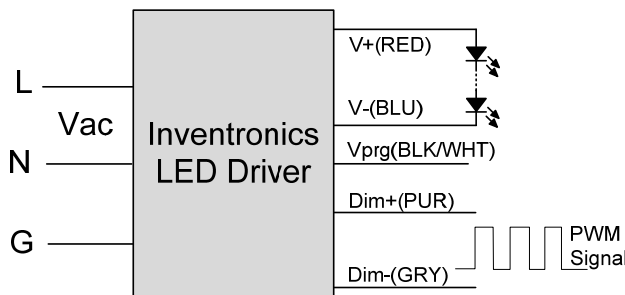 V+(RED)
L
V-(BLU)
Vac
Inventronics
LED Driver
Vprg(BLK/WHT)
N
Dim+(PUR)
G
PWM
Signal
Dim-(GRY)